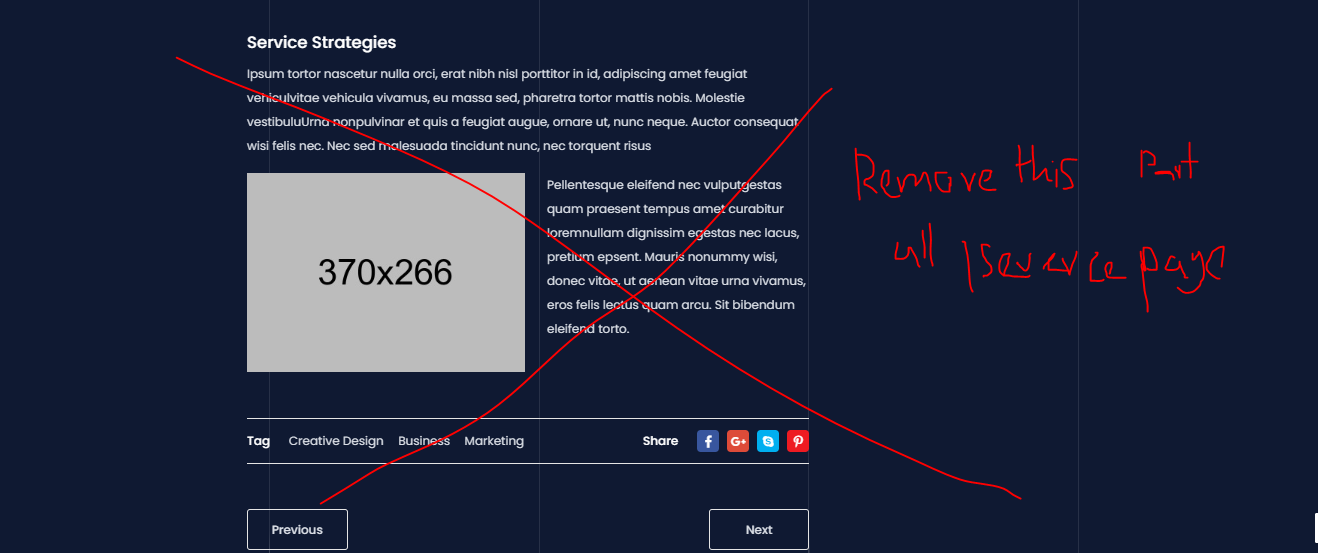 Service Strategies
Ipsum tortor nascetur nulla orci, erat nibh nisl porttitor in id, adipiscing amet feugiat
vehiculvitae vehicula vivamus, eu massa sed, pharetra tortor mattis nobis. Molestie
vestibuluUrna nonpulvinar et quis a feugiat augue, ornare ut, nunc neque. Auctor consequat
wisi felis nec. Nec sed malesuada tincidunt nunc, nec torquent risus
370x266
Pellentesque eleifend nec vulputgestas
quam praesent tempus amet curabitur
loremnullam dignissim egestas nec lacus,
pretium epsent. Mauris nonummy wisi,
donec vitae, ut aenean vitae urna vivamus,
eros felis lectus quam arcu. Sit bibendum
eleifend torto.
Remove this Part
all page
Tag Creative Design Business Marketing Share
Previous Next